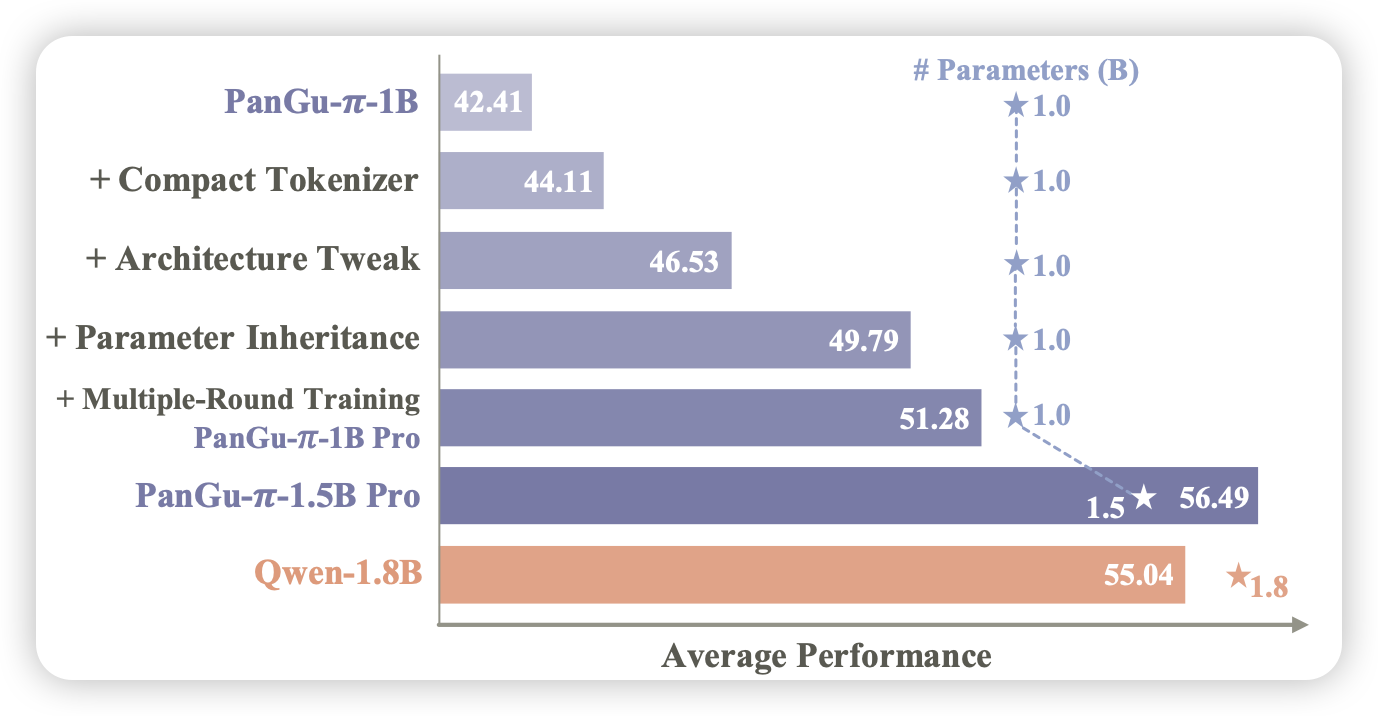 # Parameters (B)
PanGu-π-1B 42.41 1.0
+ Compact Tokenizer 44.11 1.0
+ Architecture Tweak 46.53 1.0
+ Parameter Inheritance 49.79 1.0
+ Multiple-Round Training
PanGu-π-1B Pro 51.28 1.0
PanGu-π-1.5B Pro 1.5 56.49
Qwen-1.8B 55.04 1.8
Average Performance